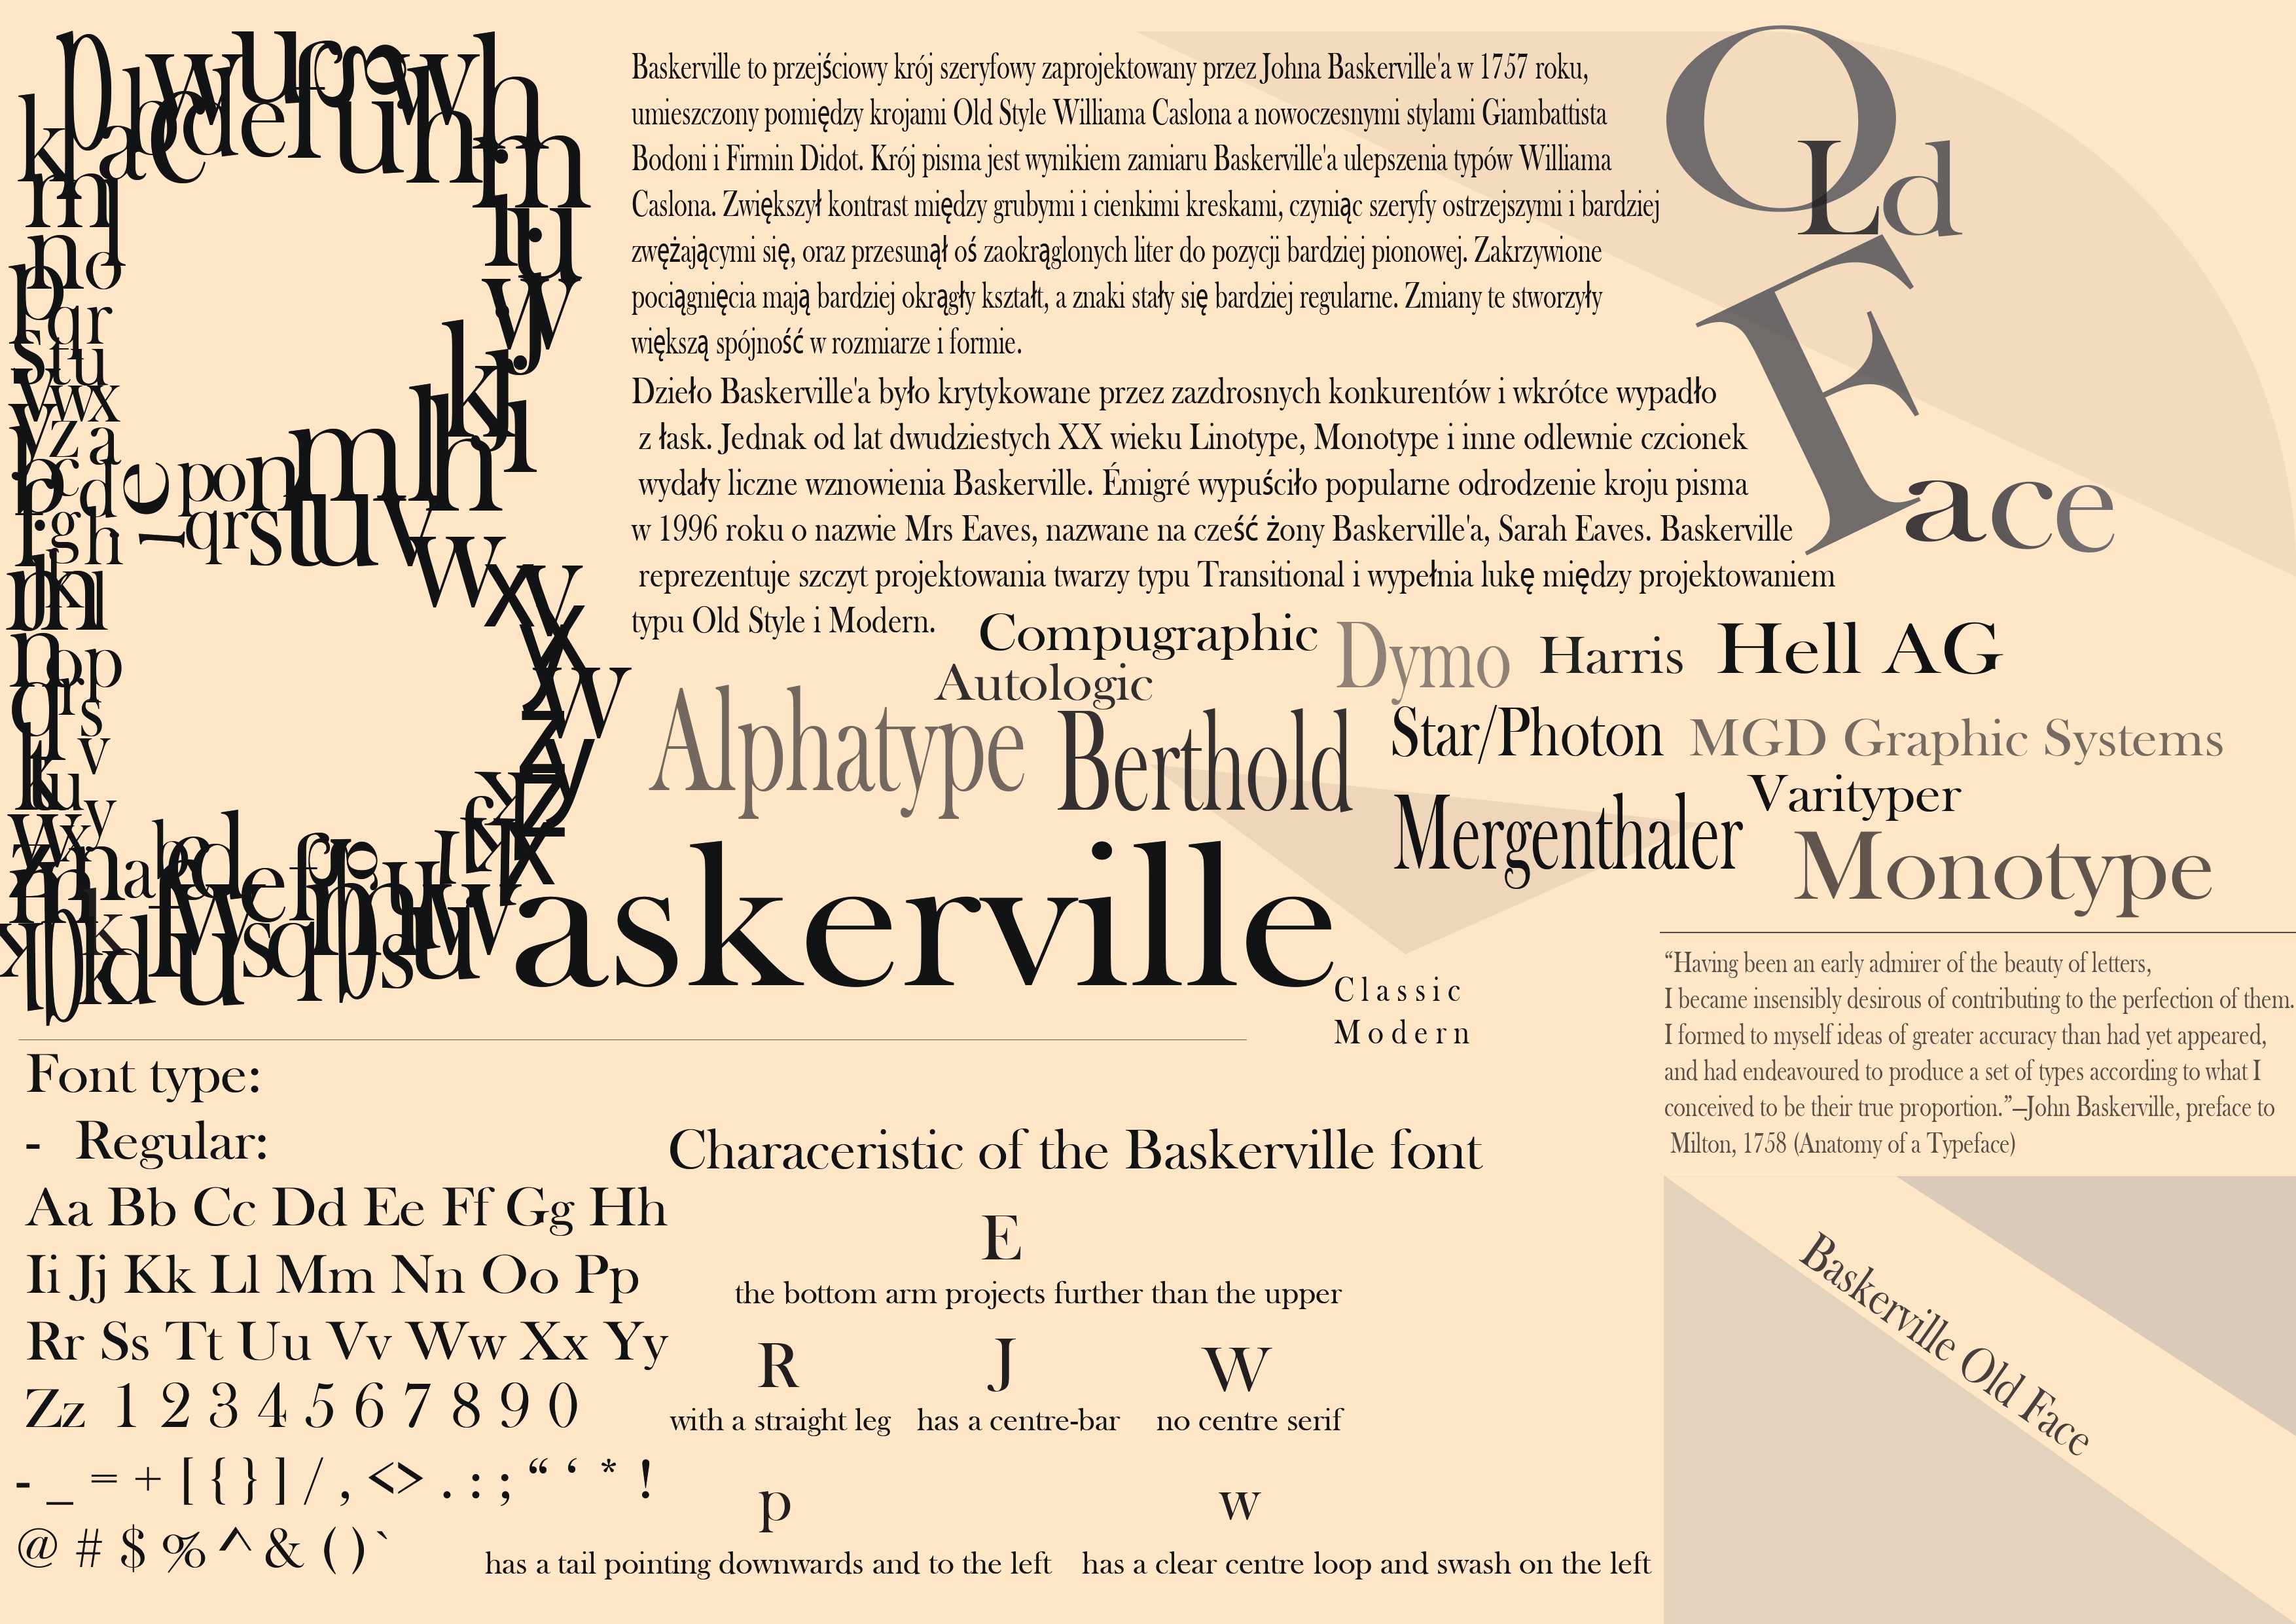 Baskerville to przejściowy krój szeryfowy zaprojektowany przez Johna Baskerville'a w 1757 roku,
umieszczony pomiędzy krojami Old Style Williama Caslona a nowoczesnymi stylami Giambattista
Bodoni i Firmin Didot. Krój pisma jest wynikiem zamiaru Baskerville'a ulepszenia typów Williama
Caslona. Zwiększył kontrast między grubymi i cienkimi kreskami, czyniąc szeryfy ostrzejszymi i bardziej
zwężającymi się, oraz przesunął oś zaokrąglonych liter do pozycji bardziej pionowej. Zakrzywione
pociągnięcia mają bardziej okrągły kształt, a znaki stały się bardziej regularne. Zmiany te stworzyły
większą spójność w rozmiarze i formie.
Dzieło Baskerville'a było krytykowane przez zazdrosnych konkurentów i wkrótce wypadło
z łask. Jednak od lat dwudziestych XX wieku Linotype, Monotype i inne odlewnie czcionek
wydały liczne wznowienia Baskerville. Émigré wypuściło popularne odrodzenie kroju pisma
w 1996 roku o nazwie Mrs Eaves, nazwane na cześć żony Baskerville'a, Sarah Eaves. Baskerville
reprezentuje szczyt projektowania twarzy typu Transitional i wypełnia lukę między projektowaniem
typu Old Style i Modern.
OLd
Face
Compugraphic
Dymo
Harris
Hell AG
Autologic
Alphatype
Berthold
Star/Photon
MGD Graphic Systems
Varityper
Mergenthaler
Monotype
askerville
Classic
Modern
“Having been an early admirer of the beauty of letters,
I became insensibly desirous of contributing to the perfection of them.
I formed to myself ideas of greater accuracy than had yet appeared,
and had endeavoured to produce a set of types according to what I
conceived to be their true proportion.”—John Baskerville, preface to
Milton, 1758 (Anatomy of a Typeface)
Font type:
- Regular:
Aa Bb Cc Dd Ee Ff Gg Hh
Ii Jj Kk Ll Mm Nn Oo Pp
Rr Ss Tt Uu Vv Ww Xx Yy
Zz 1 2 3 4 5 6 7 8 9 0
- _ = + [ { } ] / , <> . : ; “ ‘ * !
@ # $ % ^ & ( ) `
Characeristic of the Baskerville font
E
the bottom arm projects further than the upper
R J W
with a straight leg has a centre-bar no centre serif
p w
has a tail pointing downwards and to the left has a clear centre loop and swash on the left
Baskerville Old Face